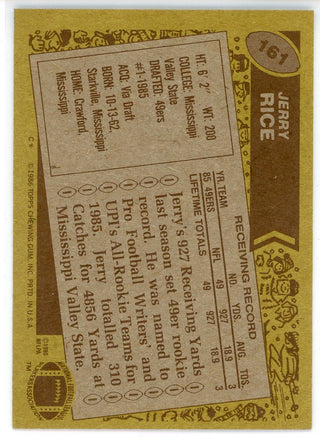 161
JERRY
RICE
HT: 6' 2" WT: 200
COLLEGE: Mississippi
Valley State
DRAFTED: 49ers
#1-1985
ACQ: Via Draft
BORN: 10-13-62,
Starkville, Mississippi
HOME: Crawford,
Mississippi
RECEIVING RECORD
YR. TEAM NO. YDS. AVG. TDS.
85 49ERS NFL 49 927 18.9 3
LIFETIME TOTALS 49 927 18.9 3
Jerry's 927 Receiving Yards
last season set 49er rookie
record. He was named to
Pro Football Writers' and
UPI's All-Rookie Teams for
1985. Jerry totalled 310
Catches for 4856 Yards at
Mississippi Valley State.
C*
©1986 TOPPS CHEWING GUM, INC. PRTD. IN U.S.A.
©1985
NFLPA
TM